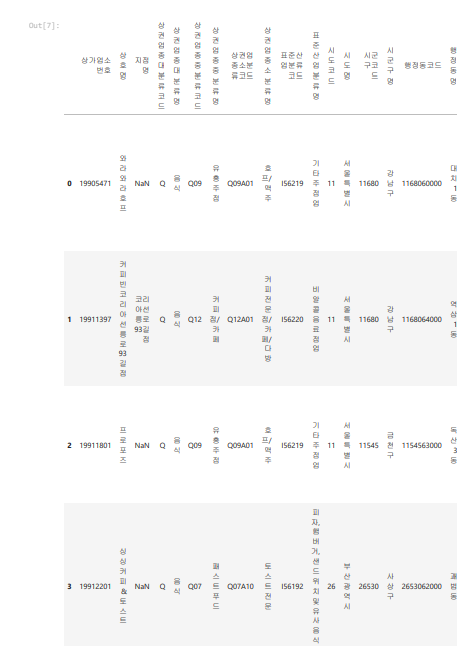 Out[7]:
상가업소번호 상호명 지점명 상권업종대분류코드 상권업종대분류명 상권업종중분류코드 상권업종중분류명 상권업종소분류코드 상권업종소분류명 표준산업분류코드 표준산업분류명 시도코드 시도명 시군구코드 시군구명 행정동코드 행정동명
0 19905471 와라와라호프 NaN Q 음식 Q09 유흥주점 Q09A01 호프/맥주 I56219 기타주점업 11 서울특별시 11680 강남구 1168060000 대치1동
1 19911397 커피빈코리아선릉로93길점 코리아선릉로93길점 Q 음식 Q12 커피점/카페 Q12A01 커피전문점/카페/다방 I56220 비알콜음료점업 11 서울특별시 11680 강남구 1168064000 역삼1동
2 19911801 프로포즈 NaN Q 음식 Q09 유흥주점 Q09A01 호프/맥주 I56219 기타주점업 11 서울특별시 11545 금천구 1154563000 독산3동
3 19912201 싱싱커피&토스트 NaN Q 음식 Q07 패스트푸드 Q07A10 토스트전문 I56192 피자,햄버거,샌드위치및유사음식 26 부산광역시 26530 사상구 2653062000 괘법동